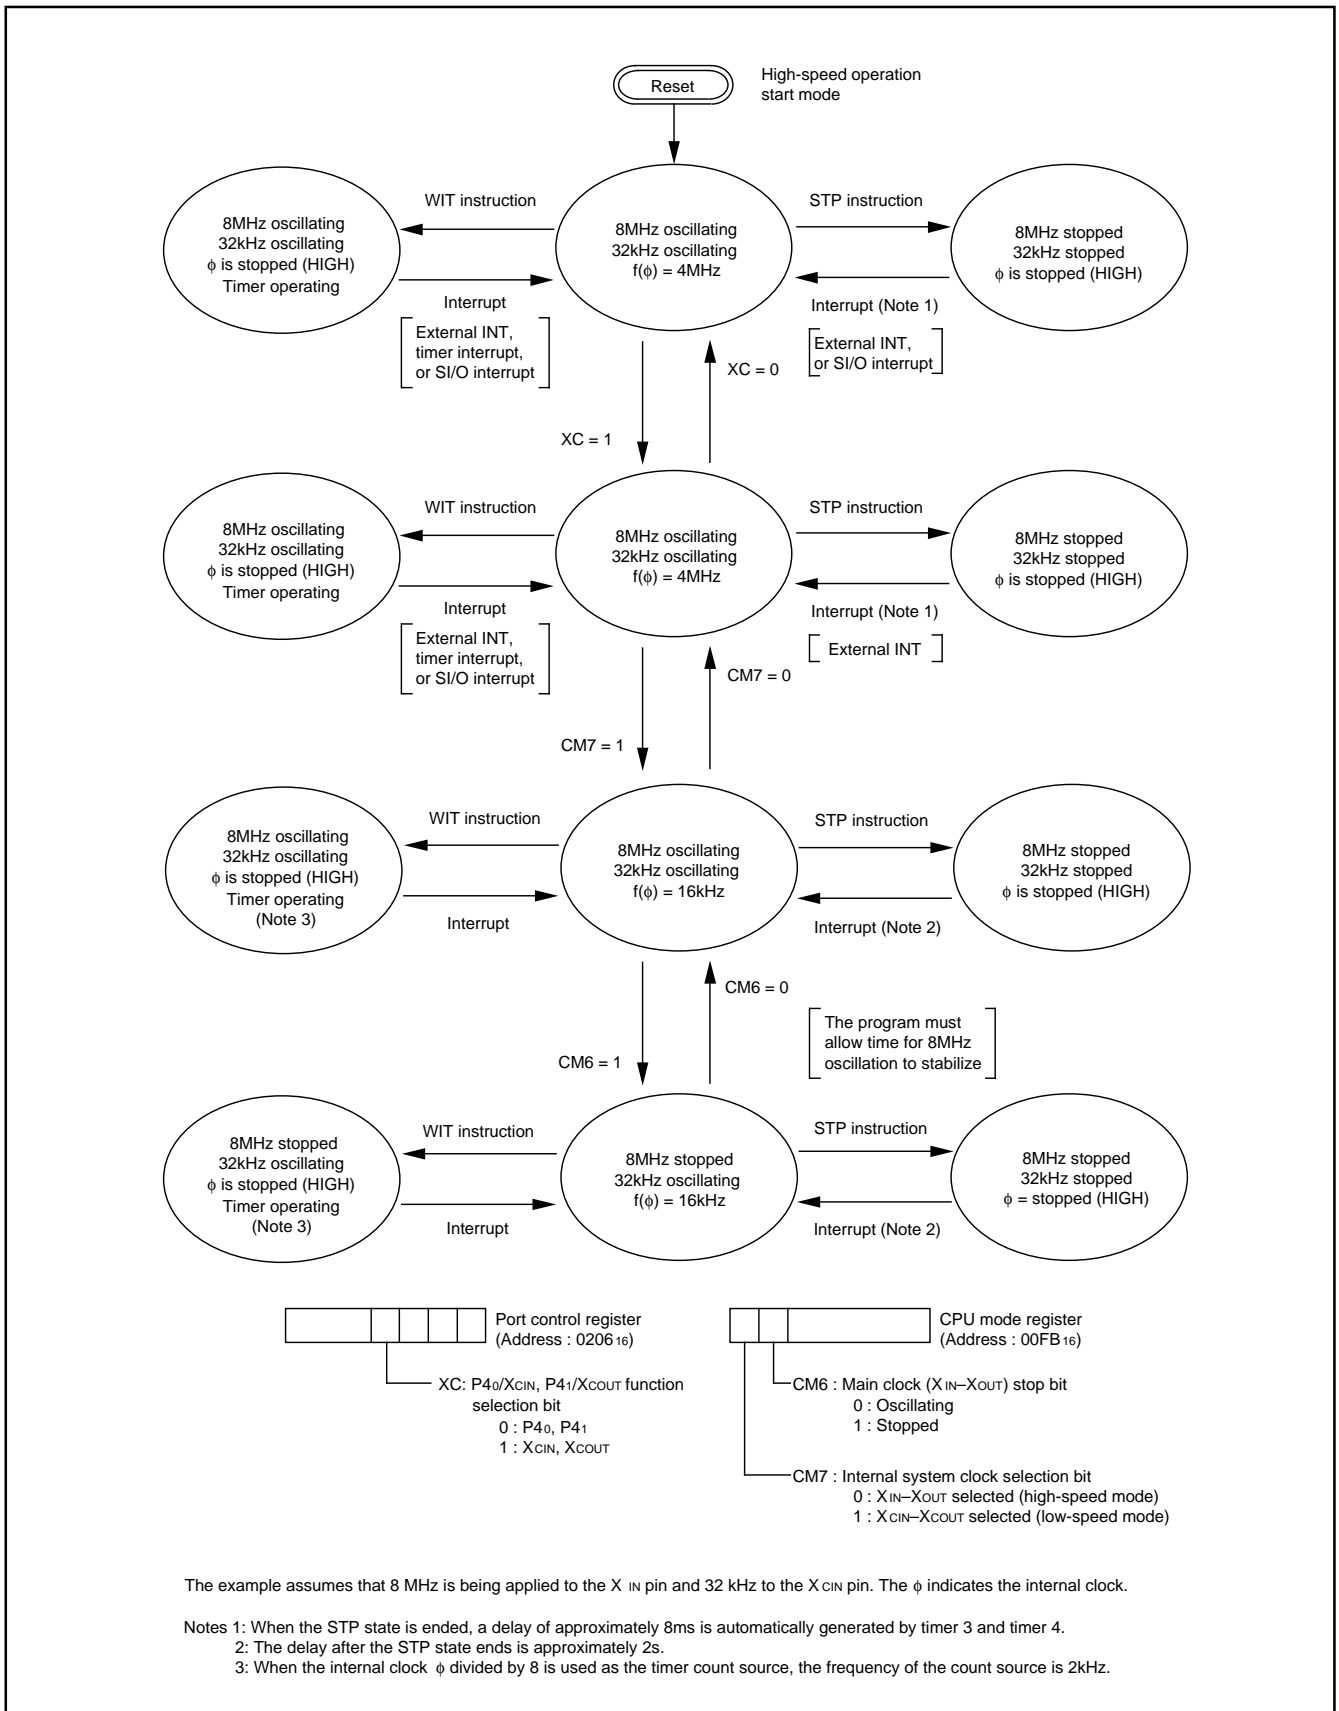 Reset
High-speed operation
start mode
8MHz oscillating
32kHz oscillating
ϕ is stopped (HIGH)
Timer operating
WIT instruction
Interrupt
External INT,
timer interrupt,
or SI/O interrupt
8MHz oscillating
32kHz oscillating
f(ϕ) = 4MHz
STP instruction
Interrupt (Note 1)
External INT,
or SI/O interrupt
8MHz stopped
32kHz stopped
ϕ is stopped (HIGH)
XC = 1
XC = 0
8MHz oscillating
32kHz oscillating
ϕ is stopped (HIGH)
Timer operating
WIT instruction
Interrupt
External INT,
timer interrupt,
or SI/O interrupt
8MHz oscillating
32kHz oscillating
f(ϕ) = 4MHz
STP instruction
Interrupt (Note 1)
External INT
8MHz stopped
32kHz stopped
ϕ is stopped (HIGH)
CM7 = 1
CM7 = 0
8MHz oscillating
32kHz oscillating
ϕ is stopped (HIGH)
Timer operating
(Note 3)
WIT instruction
Interrupt
8MHz oscillating
32kHz oscillating
f(ϕ) = 16kHz
STP instruction
Interrupt (Note 2)
8MHz stopped
32kHz stopped
ϕ is stopped (HIGH)
CM6 = 1
CM6 = 0
The program must
allow time for 8MHz
oscillation to stabilize
8MHz stopped
32kHz oscillating
ϕ is stopped (HIGH)
Timer operating
(Note 3)
WIT instruction
Interrupt
8MHz stopped
32kHz oscillating
f(ϕ) = 16kHz
STP instruction
Interrupt (Note 2)
8MHz stopped
32kHz stopped
ϕ = stopped (HIGH)
Port control register
(Address : 0206₁₆)
XC: P4₀/XCIN, P4₁/XCOUT function
selection bit
0 : P4₀, P4₁
1 : XCIN, XCOUT
CPU mode register
(Address : 00FB₁₆)
CM6 : Main clock (XIN–XOUT) stop bit
0 : Oscillating
1 : Stopped
CM7 : Internal system clock selection bit
0 : XIN–XOUT selected (high-speed mode)
1 : XCIN–XCOUT selected (low-speed mode)
The example assumes that 8 MHz is being applied to the XIN pin and 32 kHz to the XCIN pin. The ϕ indicates the internal clock.
Notes 1: When the STP state is ended, a delay of approximately 8ms is automatically generated by timer 3 and timer 4.
2: The delay after the STP state ends is approximately 2s.
3: When the internal clock ϕ divided by 8 is used as the timer count source, the frequency of the count source is 2kHz.